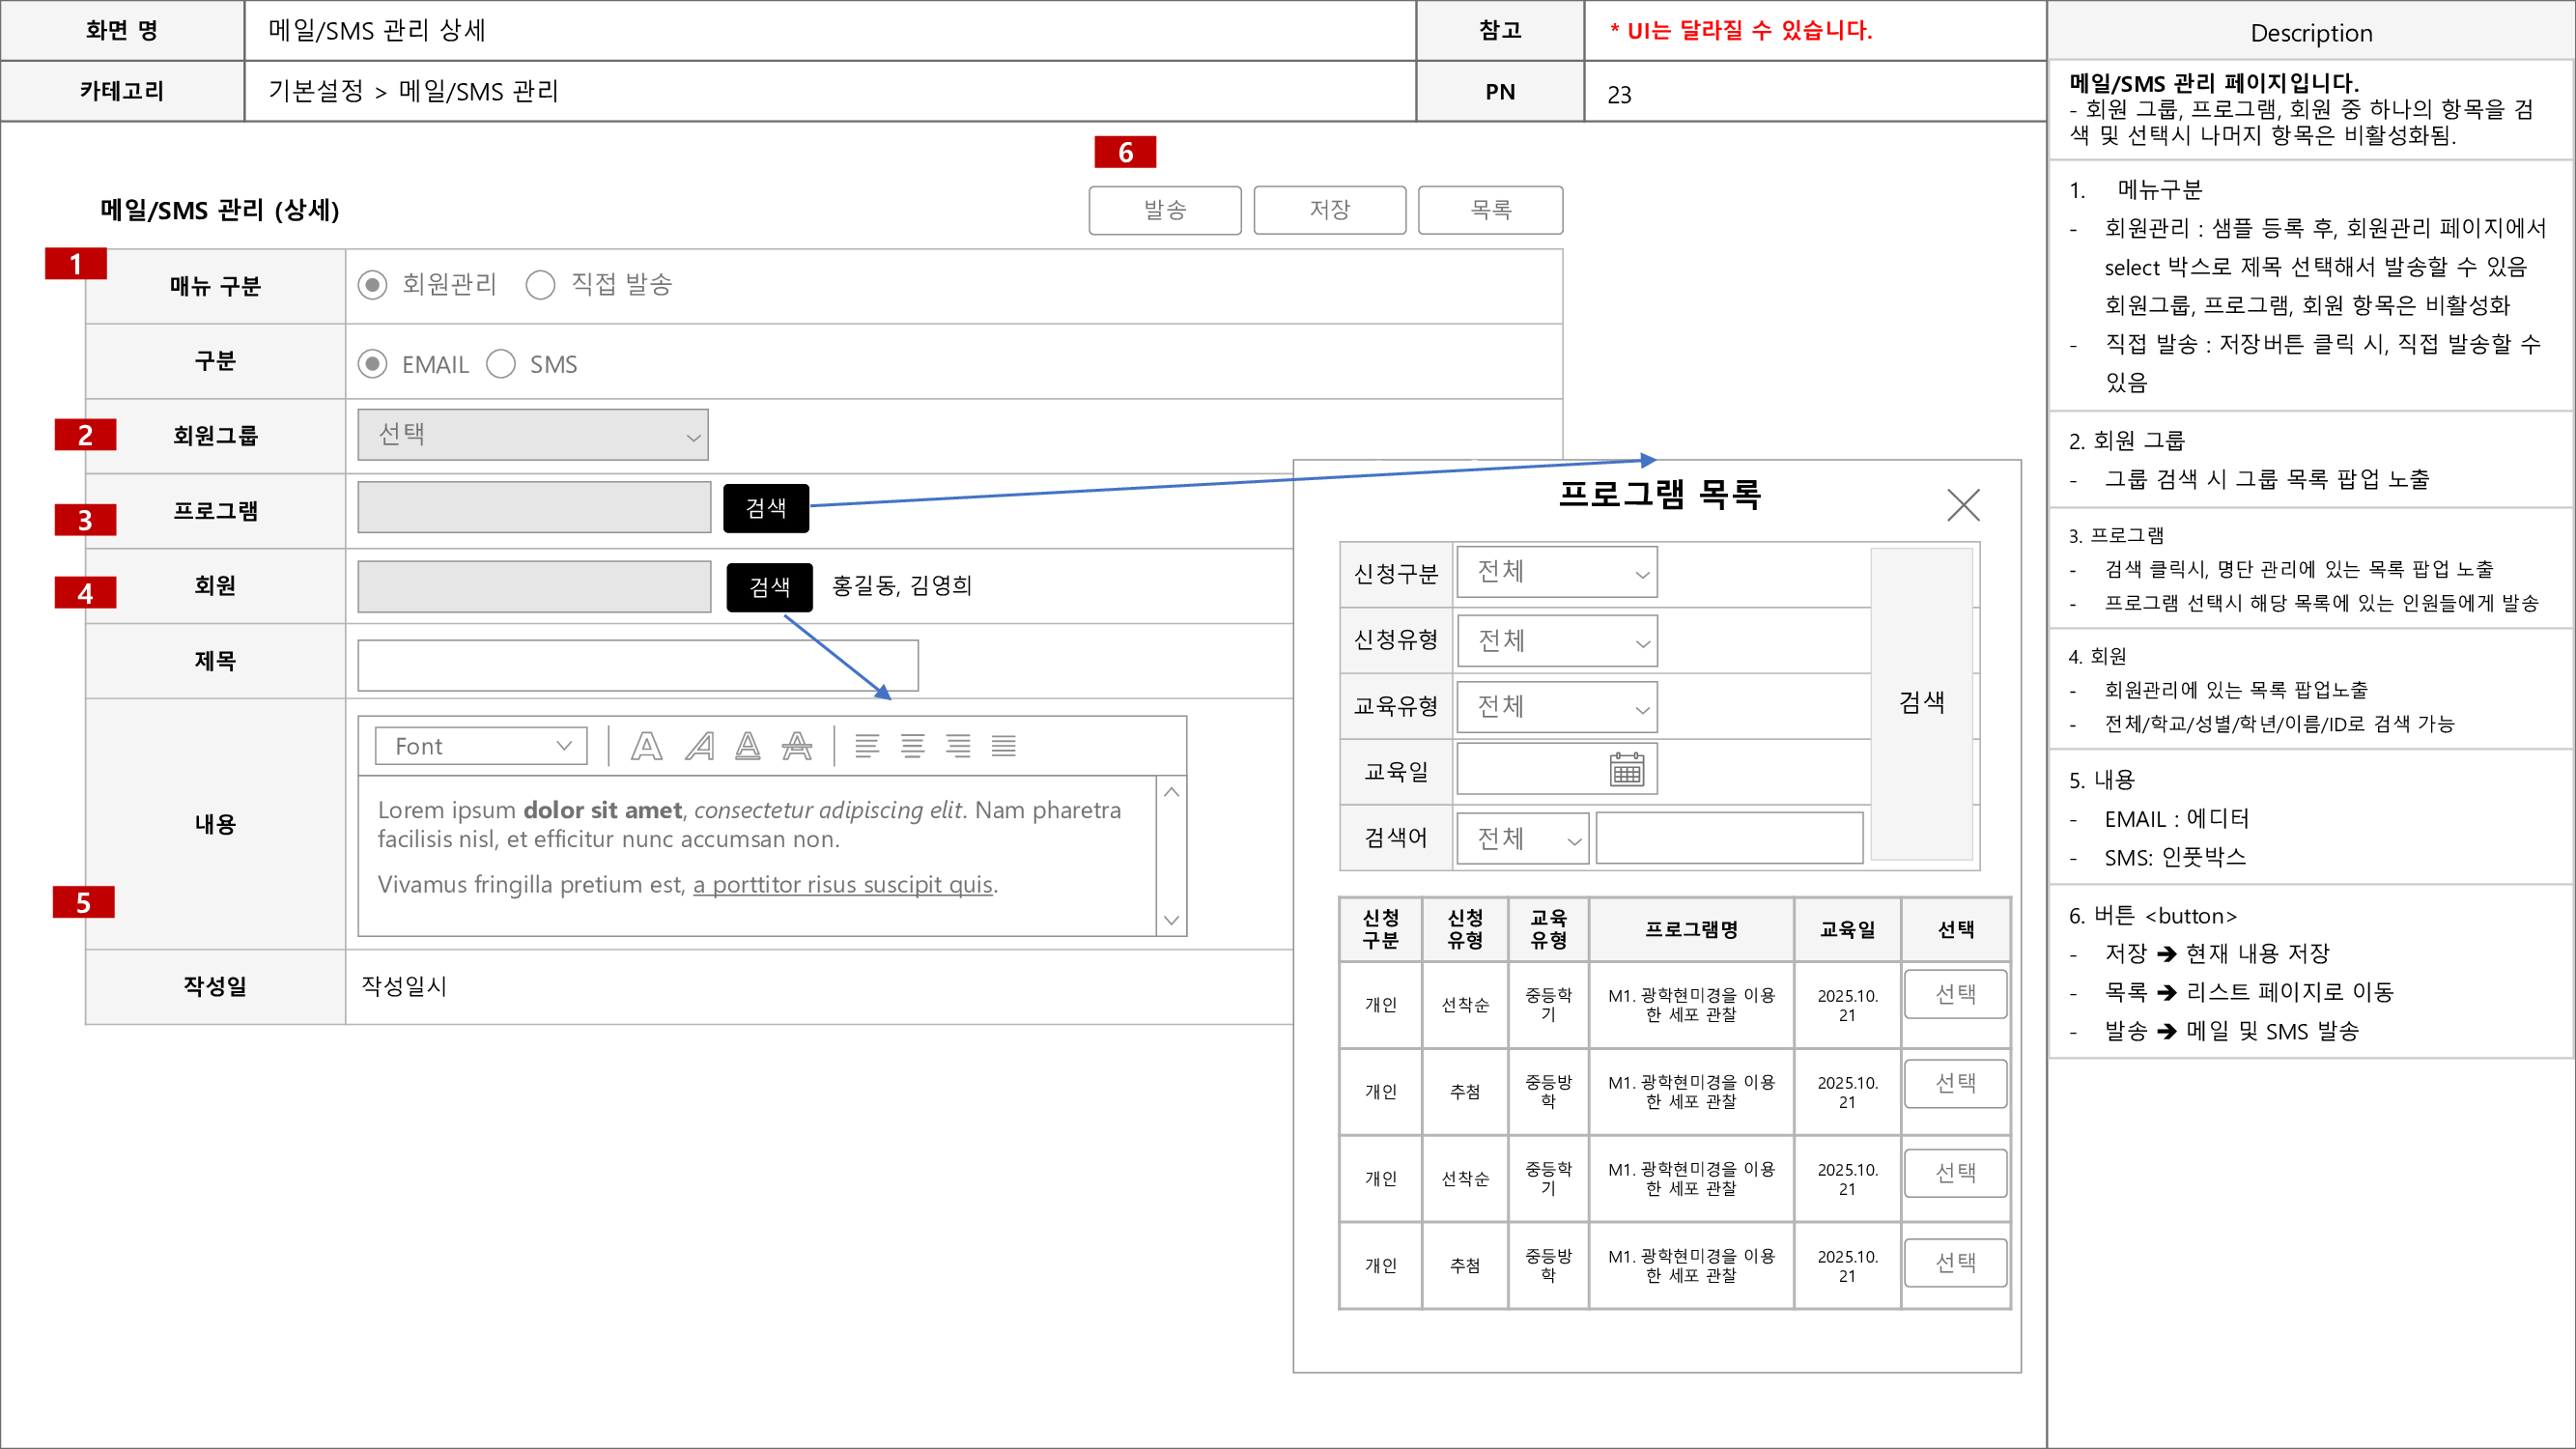 화면 명
메일/SMS 관리 상세
참고
* UI는 달라질 수 있습니다.
카테고리
기본설정 > 메일/SMS 관리
PN
23
6
메일/SMS 관리 (상세)
발송
저장
목록
1
매뉴 구분
회원관리
직접 발송
구분
EMAIL
SMS
2
회원그룹
선택
3
프로그램
검색
4
회원
검색
홍길동, 김영희
제목
내용
Font
A A A A
Lorem ipsum dolor sit amet, consectetur adipiscing elit. Nam pharetra
facilisis nisl, et efficitur nunc accumsan non.
Vivamus fringilla pretium est, a porttitor risus suscipit quis.
5
작성일
작성일시
프로그램 목록
신청구분
전체
신청유형
전체
교육유형
전체
교육일
검색어
전체
검색
신청
구분
신청
유형
교육
유형
프로그램명
교육일
선택
개인
선착순
중등학
기
M1. 광학현미경을 이용
한 세포 관찰
2025.10.
21
선택
개인
추첨
중등방
학
M1. 광학현미경을 이용
한 세포 관찰
2025.10.
21
선택
개인
선착순
중등학
기
M1. 광학현미경을 이용
한 세포 관찰
2025.10.
21
선택
개인
추첨
중등방
학
M1. 광학현미경을 이용
한 세포 관찰
2025.10.
21
선택
Description
메일/SMS 관리 페이지입니다.
- 회원 그룹, 프로그램, 회원 중 하나의 항목을 검
색 및 선택시 나머지 항목은 비활성화됨.
1. 메뉴구분
- 회원관리 : 샘플 등록 후, 회원관리 페이지에서
select 박스로 제목 선택해서 발송할 수 있음
회원그룹, 프로그램, 회원 항목은 비활성화
- 직접 발송 : 저장버튼 클릭 시, 직접 발송할 수
있음
2. 회원 그룹
- 그룹 검색 시 그룹 목록 팝업 노출
3. 프로그램
- 검색 클릭시, 명단 관리에 있는 목록 팝업 노출
- 프로그램 선택시 해당 목록에 있는 인원들에게 발송
4. 회원
- 회원관리에 있는 목록 팝업노출
- 전체/학교/성별/학년/이름/ID로 검색 가능
5. 내용
- EMAIL : 에디터
- SMS: 인풋박스
6. 버튼 <button>
- 저장 ➔ 현재 내용 저장
- 목록 ➔ 리스트 페이지로 이동
- 발송 ➔ 메일 및 SMS 발송